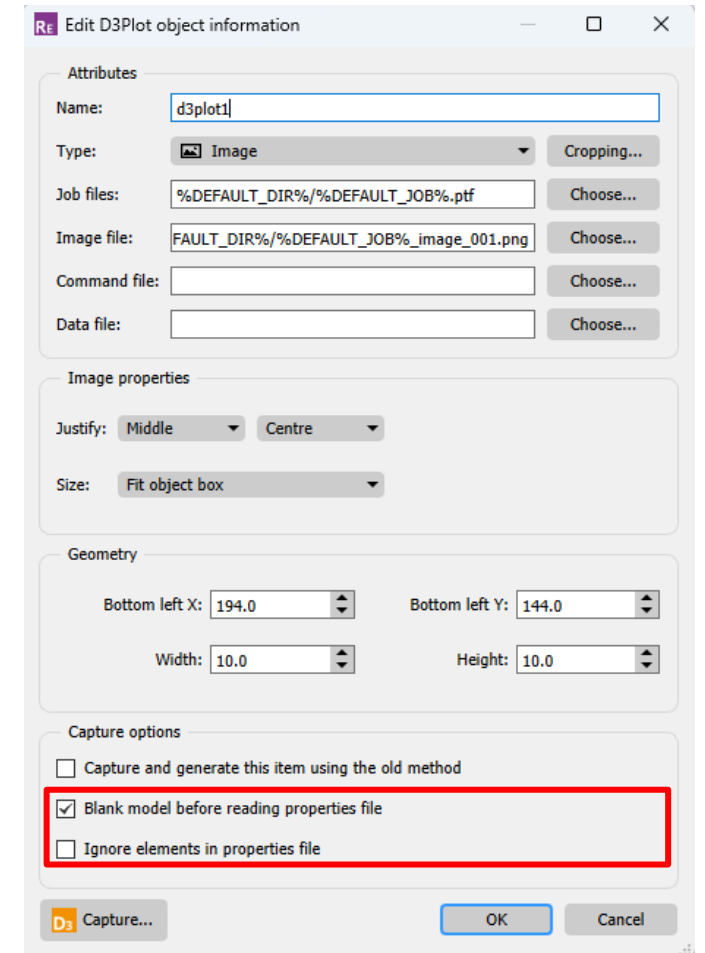 RE Edit D3Plot object information
Attributes
Name: d3plot1
Type: Image Cropping...
Job files: %DEFAULT_DIR%/%DEFAULT_JOB%.ptf Choose...
Image file: FAULT_DIR%/%DEFAULT_JOB%_image_001.png Choose...
Command file: Choose...
Data file: Choose...
Image properties
Justify: Middle Centre
Size: Fit object box
Geometry
Bottom left X: 194.0 Bottom left Y: 144.0
Width: 10.0 Height: 10.0
Capture options
Capture and generate this item using the old method
Blank model before reading properties file
Ignore elements in properties file
D3 Capture... OK Cancel